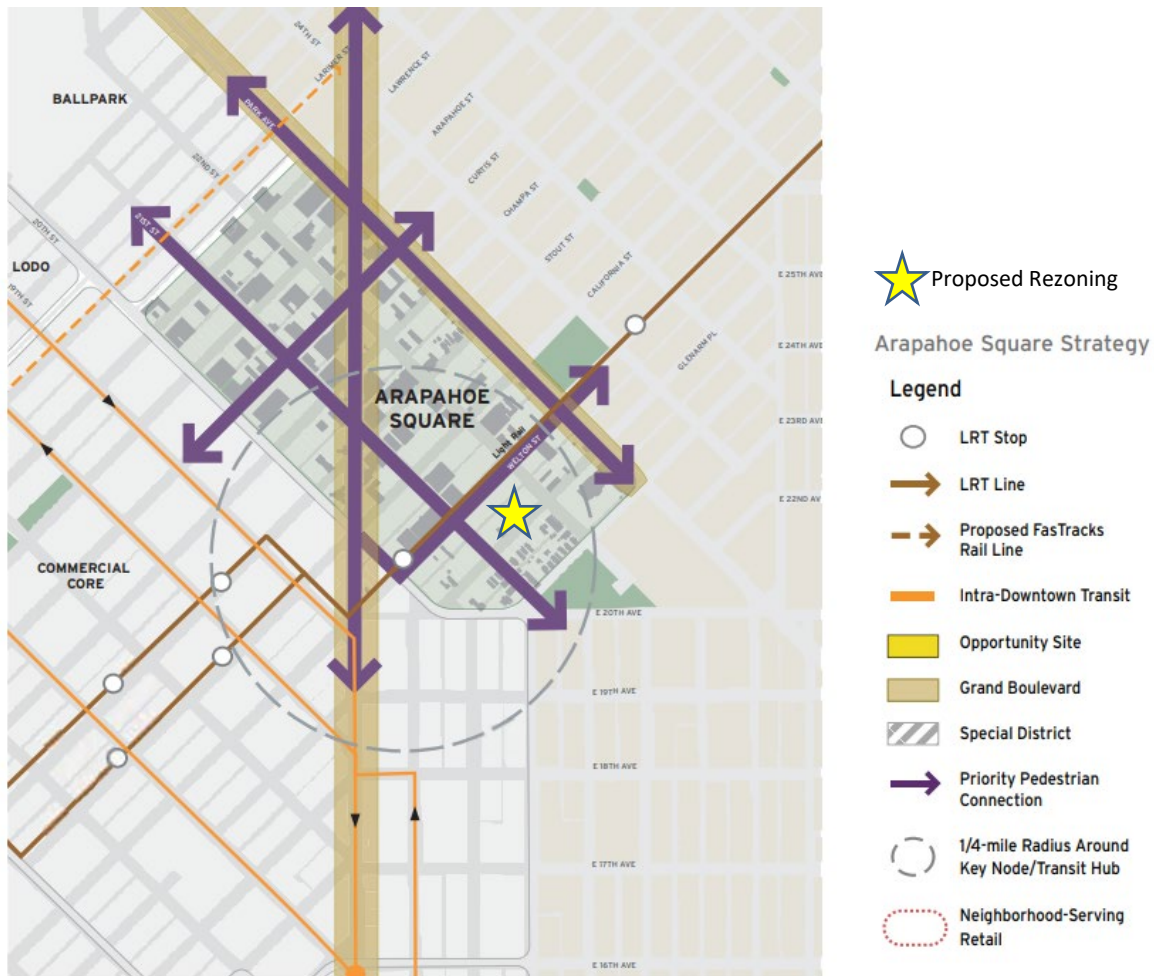 24TH ST
LARIMER ST
LAWRENCE ST
BALLPARK
PARK AVE
ARAPAHOE ST
22ND ST
CURTIS ST
CHAMPA ST
21ST ST
20TH ST
STOUT ST
LODO
CALIFORNIA ST
E 25TH AVE
19TH ST
GLENARM PL
E 24TH AVE
ARAPAHOE
SQUARE
E 23RD AVE
Light Rail
WELTON ST
E 22ND AV
COMMERCIAL
CORE
E 20TH AVE
E 19TH AVE
E 18TH AVE
E 17TH AVE
E 16TH AVE
Proposed Rezoning
Arapahoe Square Strategy
Legend
LRT Stop
LRT Line
Proposed FasTracks
Rail Line
Intra-Downtown Transit
Opportunity Site
Grand Boulevard
Special District
Priority Pedestrian
Connection
1/4-mile Radius Around
Key Node/Transit Hub
Neighborhood-Serving
Retail